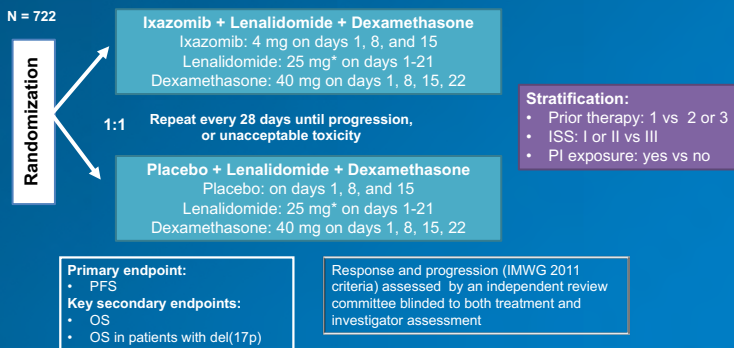 N = 722
Randomization
Ixazomib + Lenalidomide + Dexamethasone
Ixazomib: 4 mg on days 1, 8, and 15
Lenalidomide: 25 mg* on days 1-21
Dexamethasone: 40 mg on days 1, 8, 15, 22
1:1
Repeat every 28 days until progression,
or unacceptable toxicity
Placebo + Lenalidomide + Dexamethasone
Placebo: on days 1, 8, and 15
Lenalidomide: 25 mg* on days 1-21
Dexamethasone: 40 mg on days 1, 8, 15, 22
Stratification:
• Prior therapy: 1 vs 2 or 3
• ISS: I or II vs III
• PI exposure: yes vs no
Primary endpoint:
• PFS
Key secondary endpoints:
• OS
• OS in patients with del(17p)
Response and progression (IMWG 2011
criteria) assessed by an independent review
committee blinded to both treatment and
investigator assessment